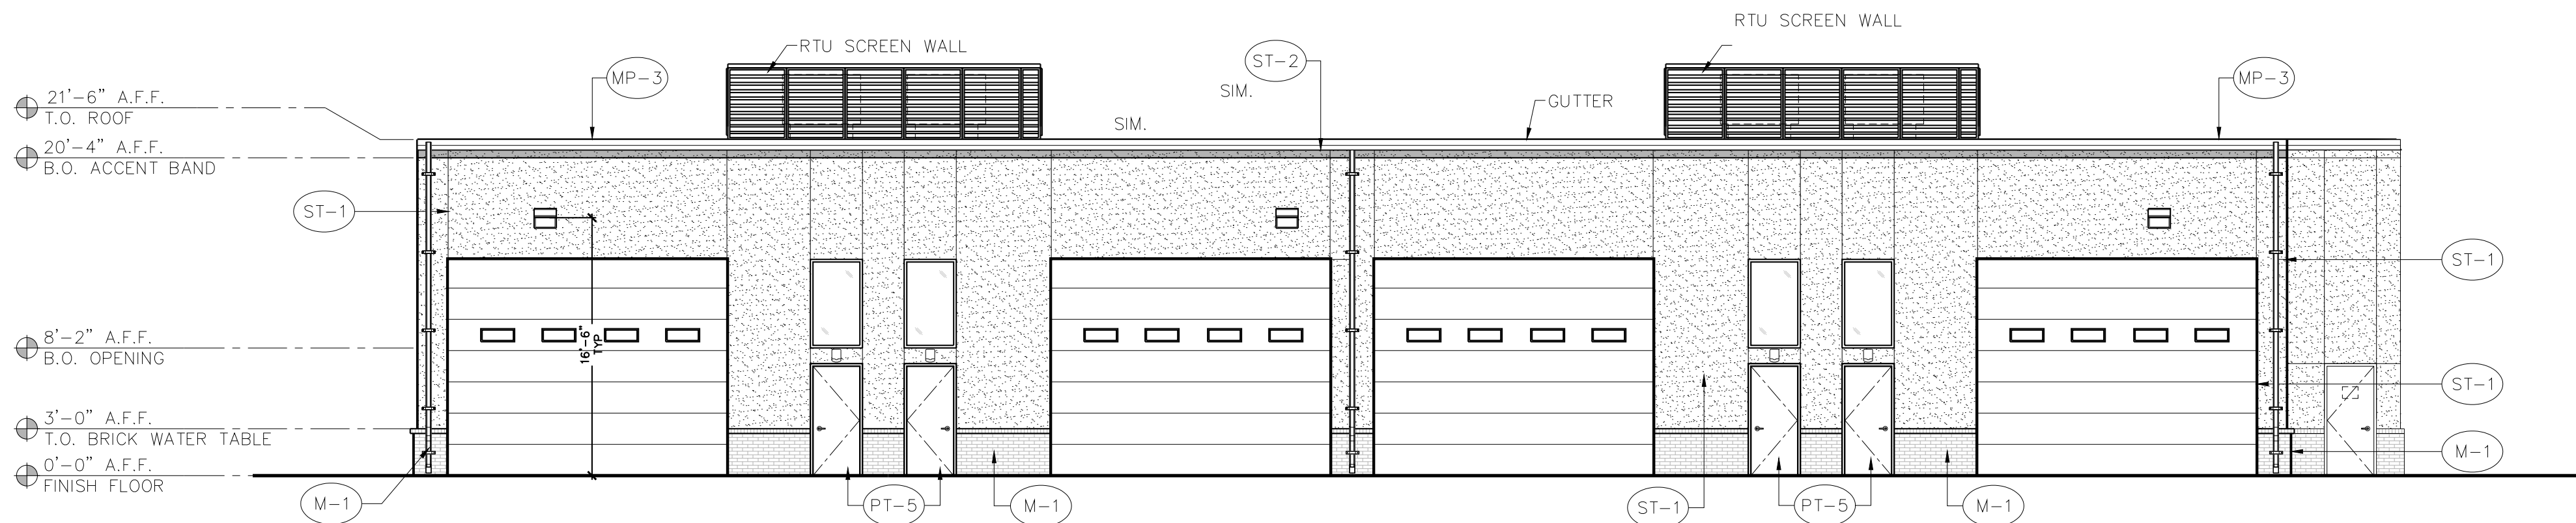 RTU SCREEN WALL
RTU SCREEN WALL
ST-2
MP-3
MP-3
SIM.
21'-6" A.F.F.
T.O. ROOF
GUTTER
SIM.
20'-4" A.F.F.
B.O. ACCENT BAND
ST-1
ST-1
16'-6"
TYP
8'-2" A.F.F.
B.O. OPENING
ST-1
3'-0" A.F.F.
T.O. BRICK WATER TABLE
M-1
0'-0" A.F.F.
FINISH FLOOR
M-1
PT-5
M-1
ST-1
PT-5
M-1